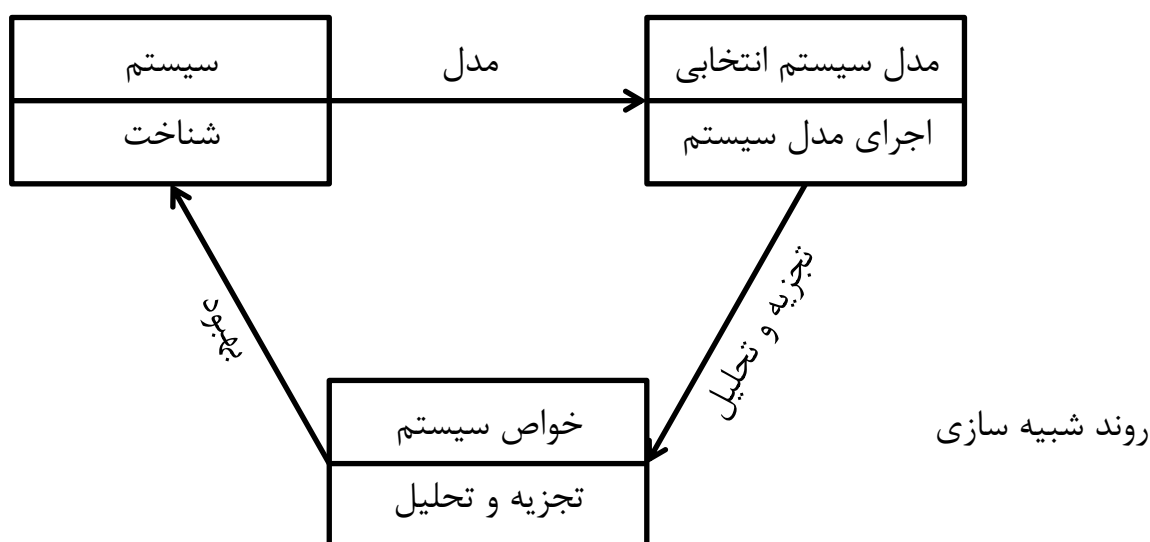 سیستم
شناخت
مدل
مدل سیستم انتخابی
اجرای مدل سیستم
تجزیه و تحلیل
بهبود
خواص سیستم
تجزیه و تحلیل
روند شبیه سازی